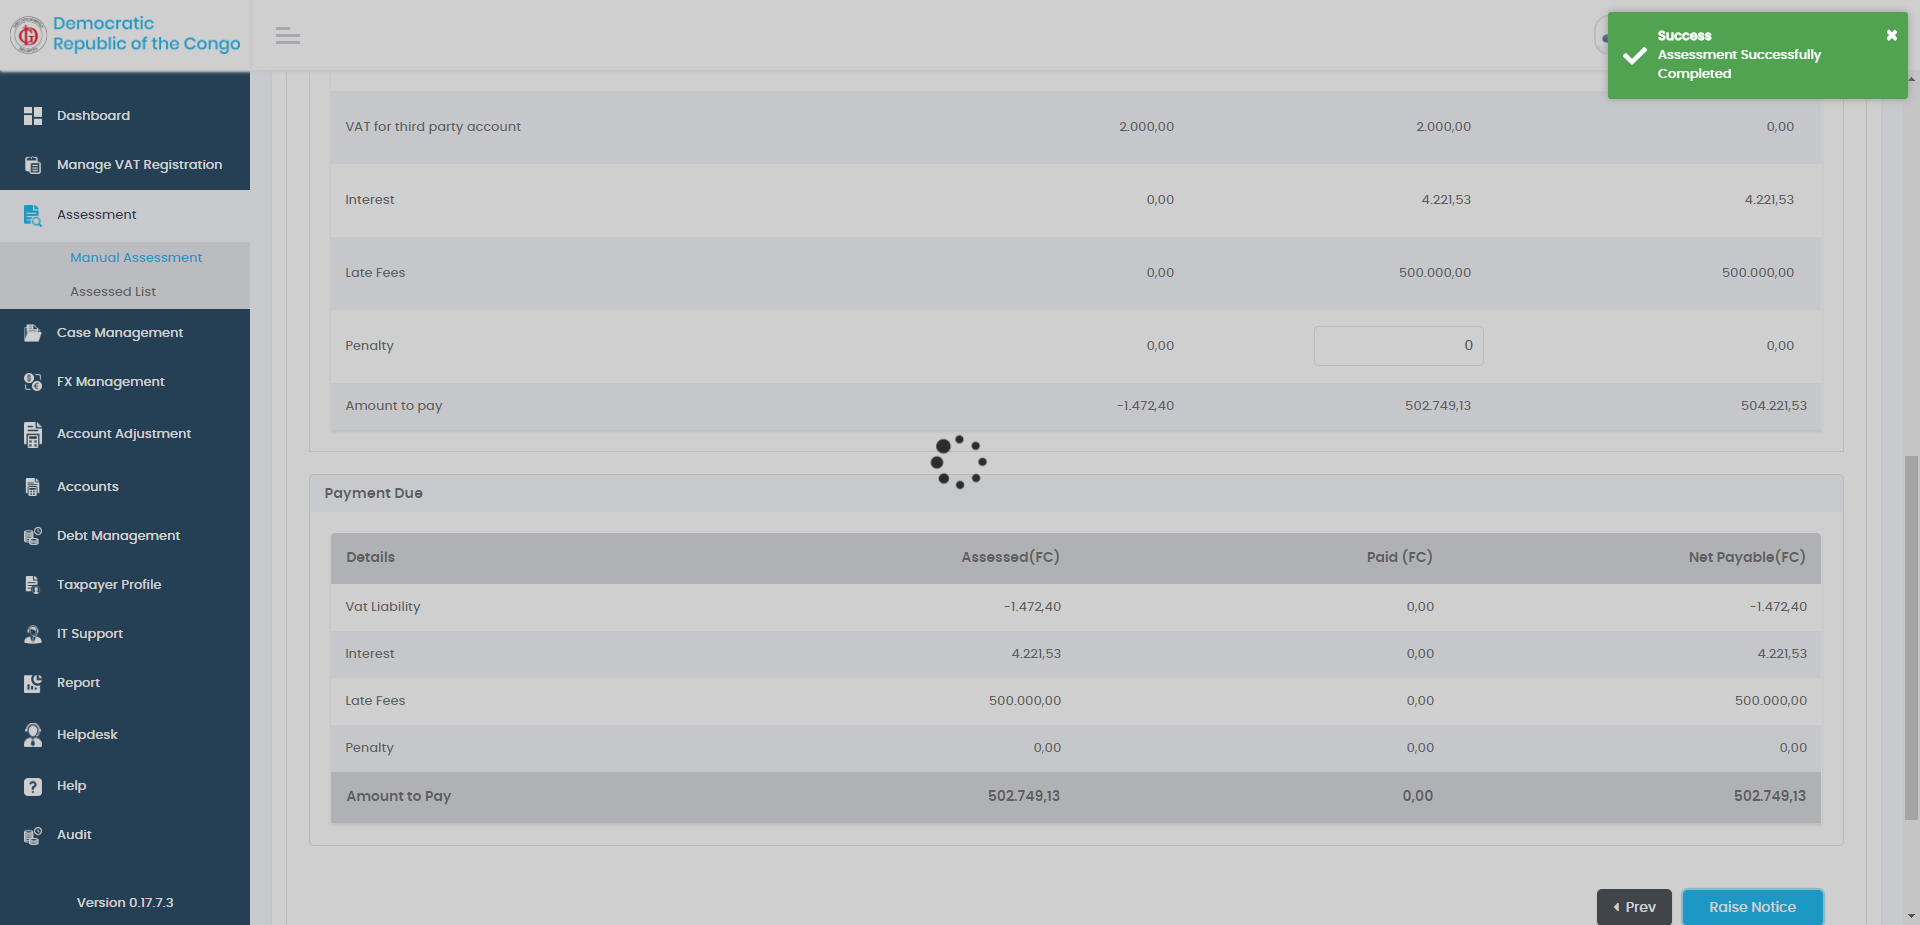 Democratic
Republic of the Congo
Success
Assessment Successfully
Completed
Dashboard
Manage VAT Registration
Assessment
Manual Assessment
Assessed List
Case Management
FX Management
Account Adjustment
Accounts
Debt Management
Taxpayer Profile
IT Support
Report
Helpdesk
Help
Audit
Version 0.17.7.3
VAT for third party account 2.000,00 2.000,00 0,00
Interest 0,00 4.221,53 4.221,53
Late Fees 0,00 500.000,00 500.000,00
Penalty 0,00 0 0,00
Amount to pay -1.472,40 502.749,13 504.221,53
Payment Due
Details Assessed(FC) Paid (FC) Net Payable(FC)
Vat Liability -1.472,40 0,00 -1.472,40
Interest 4.221,53 0,00 4.221,53
Late Fees 500.000,00 0,00 500.000,00
Penalty 0,00 0,00 0,00
Amount to Pay 502.749,13 0,00 502.749,13
Prev Raise Notice